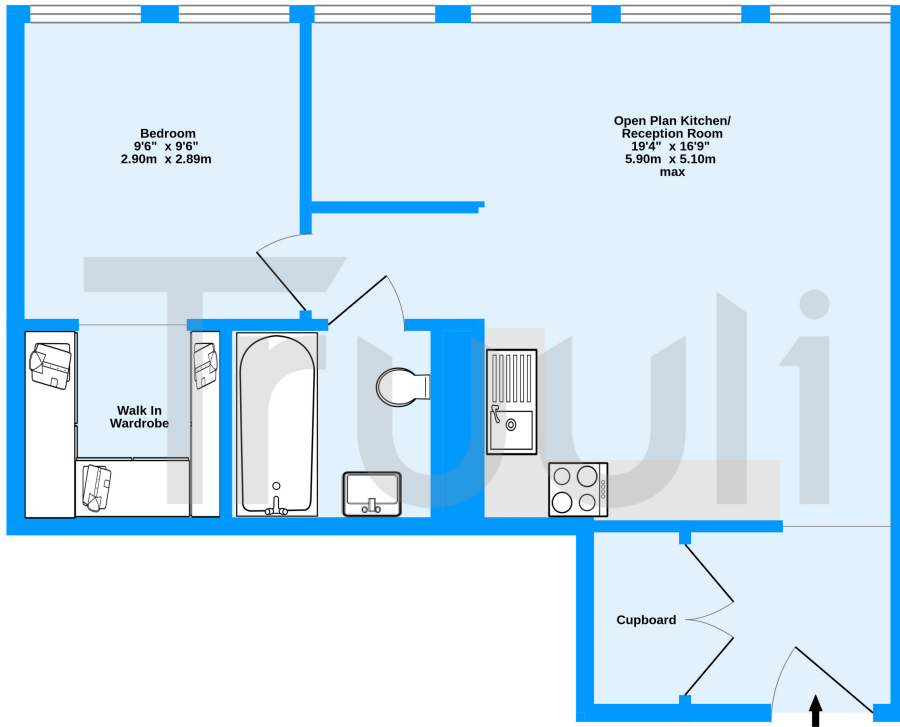 Bedroom
9'6" x 9'6"
2.90m x 2.89m
Open Plan Kitchen/
Reception Room
19'4" x 16'9"
5.90m x 5.10m
max
Walk In
Wardrobe
Cupboard
Truuli